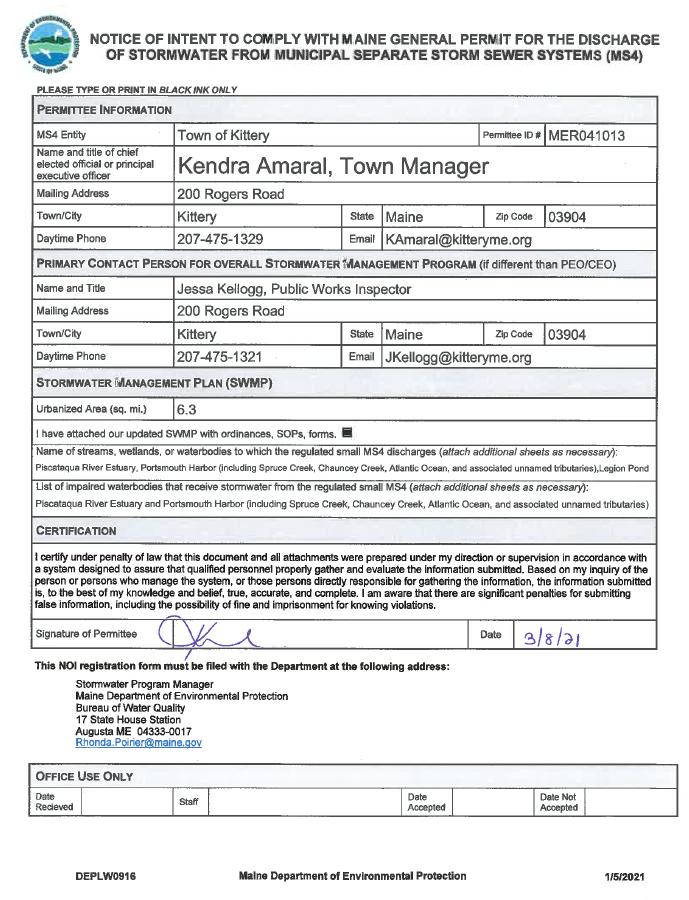 NOTICE OF INTENT TO COMPLY WITH MAINE GENERAL PERMIT FOR THE DISCHARGE
OF STORMWATER FROM MUNICIPAL SEPARATE STORM SEWER SYSTEMS (MS4)
PLEASE TYPE OR PRINT IN BLACK INK ONLY
PERMITTEE INFORMATION
MS4 Entity Town of Kittery Permittee ID # MER041013
Name and title of chief
elected official or principal
executive officer
Kendra Amaral, Town Manager
Mailing Address 200 Rogers Road
Town/City Kittery State Maine Zip Code 03904
Daytime Phone 207-475-1329 Email KAmaral@kitteryme.org
PRIMARY CONTACT PERSON FOR OVERALL STORMWATER MANAGEMENT PROGRAM (if different than PEO/CEO)
Name and Title Jessa Kellogg, Public Works Inspector
Mailing Address 200 Rogers Road
Town/City Kittery State Maine Zip Code 03904
Daytime Phone 207-475-1321 Email JKellogg@kitteryme.org
STORMWATER MANAGEMENT PLAN (SWMP)
Urbanized Area (sq. mi.) 6.3
I have attached our updated SWMP with ordinances, SOPs, forms.
Name of streams, wetlands, or waterbodies to which the regulated small MS4 discharges (attach additional sheets as necessary):
Piscataqua River Estuary, Portsmouth Harbor (including Spruce Creek, Chauncey Creek, Atlantic Ocean, and associated unnamed tributaries),Legion Pond
List of impaired waterbodies that receive stormwater from the regulated small MS4 (attach additional sheets as necessary):
Piscataqua River Estuary and Portsmouth Harbor (including Spruce Creek, Chauncey Creek, Atlantic Ocean, and associated unnamed tributaries)
CERTIFICATION
I certify under penalty of law that this document and all attachments were prepared under my direction or supervision in accordance with
a system designed to assure that qualified personnel properly gather and evaluate the information submitted. Based on my inquiry of the
person or persons who manage the system, or those persons directly responsible for gathering the information, the information submitted
is, to the best of my knowledge and belief, true, accurate, and complete. I am aware that there are significant penalties for submitting
false information, including the possibility of fine and imprisonment for knowing violations.
Signature of Permittee Date 3/8/21
This NOI registration form must be filed with the Department at the following address:
Stormwater Program Manager
Maine Department of Environmental Protection
Bureau of Water Quality
17 State House Station
Augusta ME 04333-0017
Rhonda.Poirier@maine.gov
OFFICE USE ONLY
Date
Recieved
Staff
Date
Accepted
Date Not
Accepted
DEPLW0916 Maine Department of Environmental Protection 1/5/2021